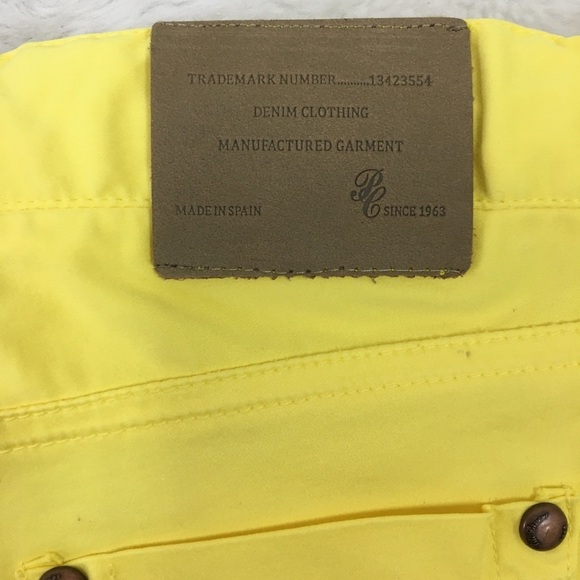 TRADEMARK NUMBER..........13423554
DENIM CLOTHING
MANUFACTURED GARMENT
PC
MADE IN SPAIN SINCE 1963